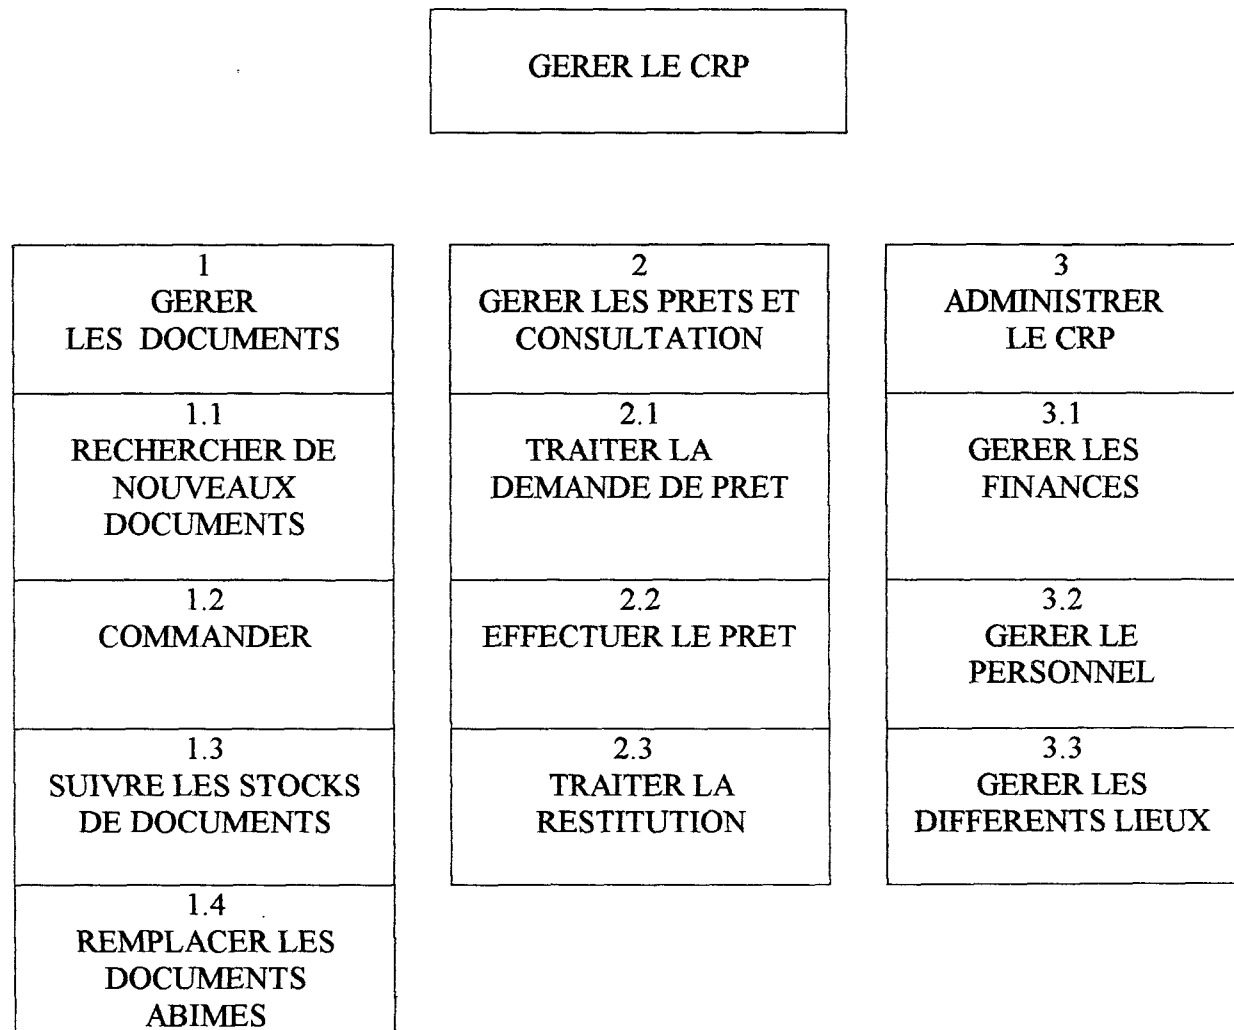 GERER LE CRP
1
GERER
LES DOCUMENTS
1.1
RECHERCHER DE
NOUVEAUX
DOCUMENTS
1.2
COMMANDER
1.3
SUIVRE LES STOCKS
DE DOCUMENTS
1.4
REMPLACER LES
DOCUMENTS
ABIMES
2
GERER LES PRETS ET
CONSULTATION
2.1
TRAITER LA
DEMANDE DE PRET
2.2
EFFECTUER LE PRET
2.3
TRAITER LA
RESTITUTION
3
ADMINISTRER
LE CRP
3.1
GERER LES
FINANCES
3.2
GERER LE
PERSONNEL
3.3
GERER LES
DIFFERENTS LIEUX